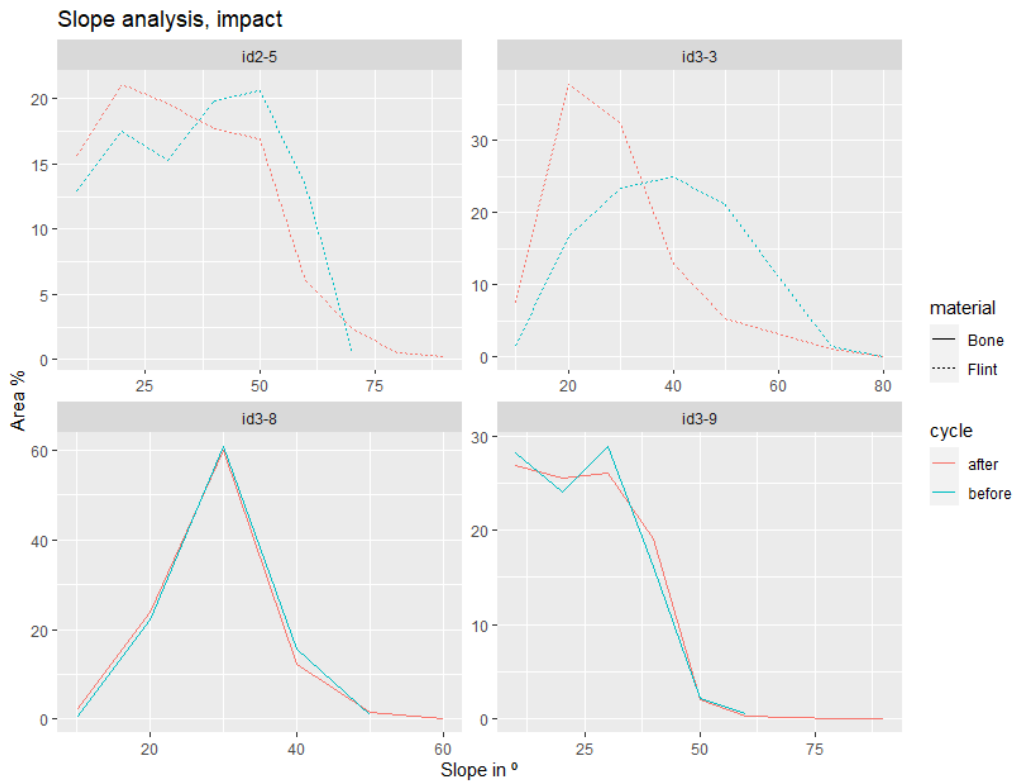 Slope analysis, impact
id2-5
id3-3
20
15
10
5
0
30
20
10
0
25
50
75
20
40
60
80
Area %
id3-8
id3-9
60
40
20
0
30
20
10
0
20
40
60
25
50
75
Slope in º
material
Bone
Flint
cycle
after
before